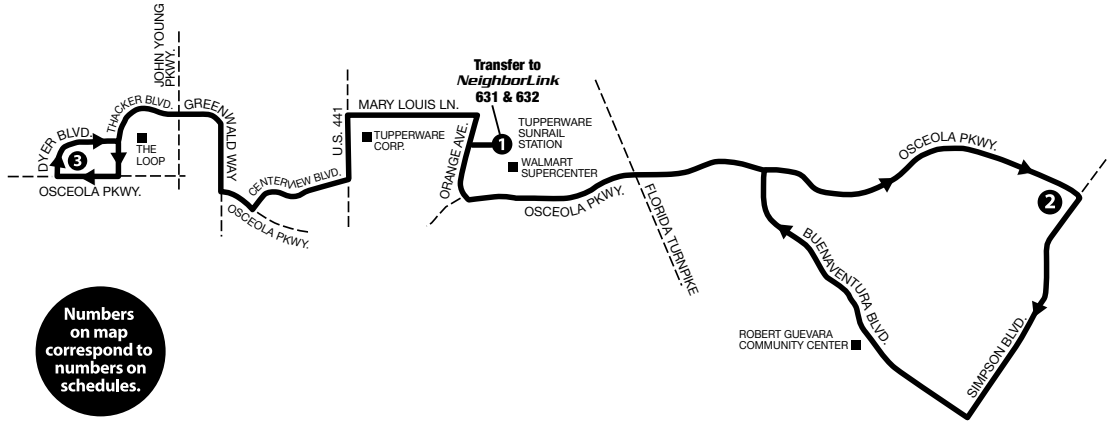 JOHN YOUNG
PKWY.
THACKER BLVD.
GREENWALD WAY
DYER BLVD.
3
THE
LOOP
OSCEOLA PKWY.
CENTERVIEW BLVD.
OSCEOLA PKWY.
U.S. 441
MARY LOUIS LN.
TUPPERWARE
CORP.
ORANGE AVE.
Transfer to
NeighborLink
631 & 632
1
TUPPERWARE
SUNRAIL
STATION
WALMART
SUPERCENTER
OSCEOLA PKWY.
FLORIDA TURNPIKE
OSCEOLA PKWY.
2
BUENAVENTURA BLVD.
ROBERT GUEVARA
COMMUNITY CENTER
SIMPSON BLVD.
Numbers
on map
correspond to
numbers on
schedules.